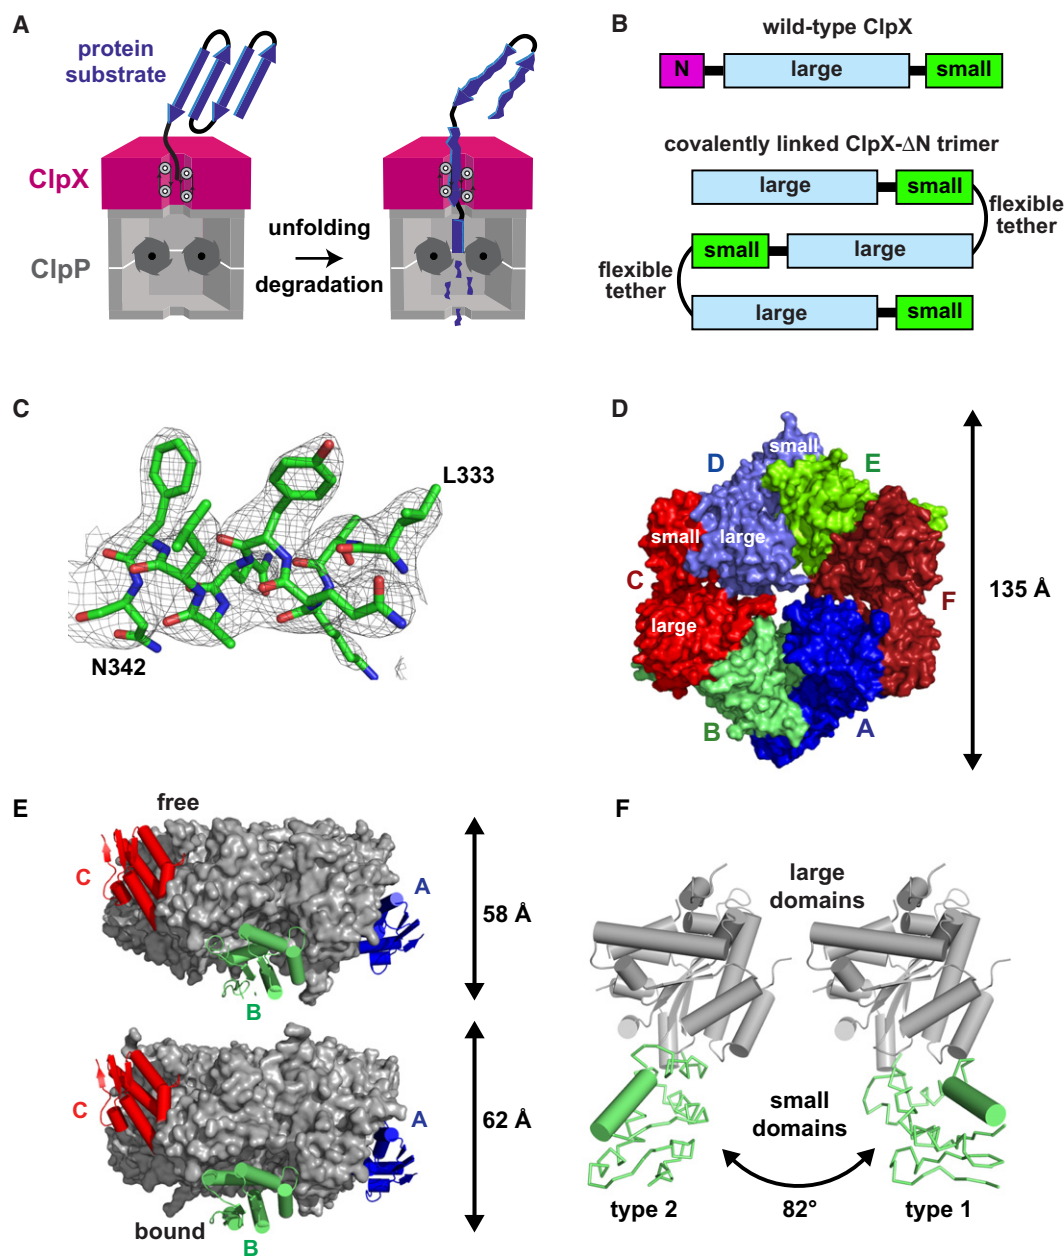 A
protein
substrate
ClpX
ClpP
unfolding
degradation
B
wild-type ClpX
N
large
small
covalently linked ClpX-ΔN trimer
large
small
flexible
tether
small
large
flexible
tether
large
small
C
L333
N342
D
small
D
E
small
large
C
large
F
135 Å
B
A
E
free
C
A
58 Å
B
C
A
62 Å
bound
B
F
large
domains
small
domains
type 2
82°
type 1